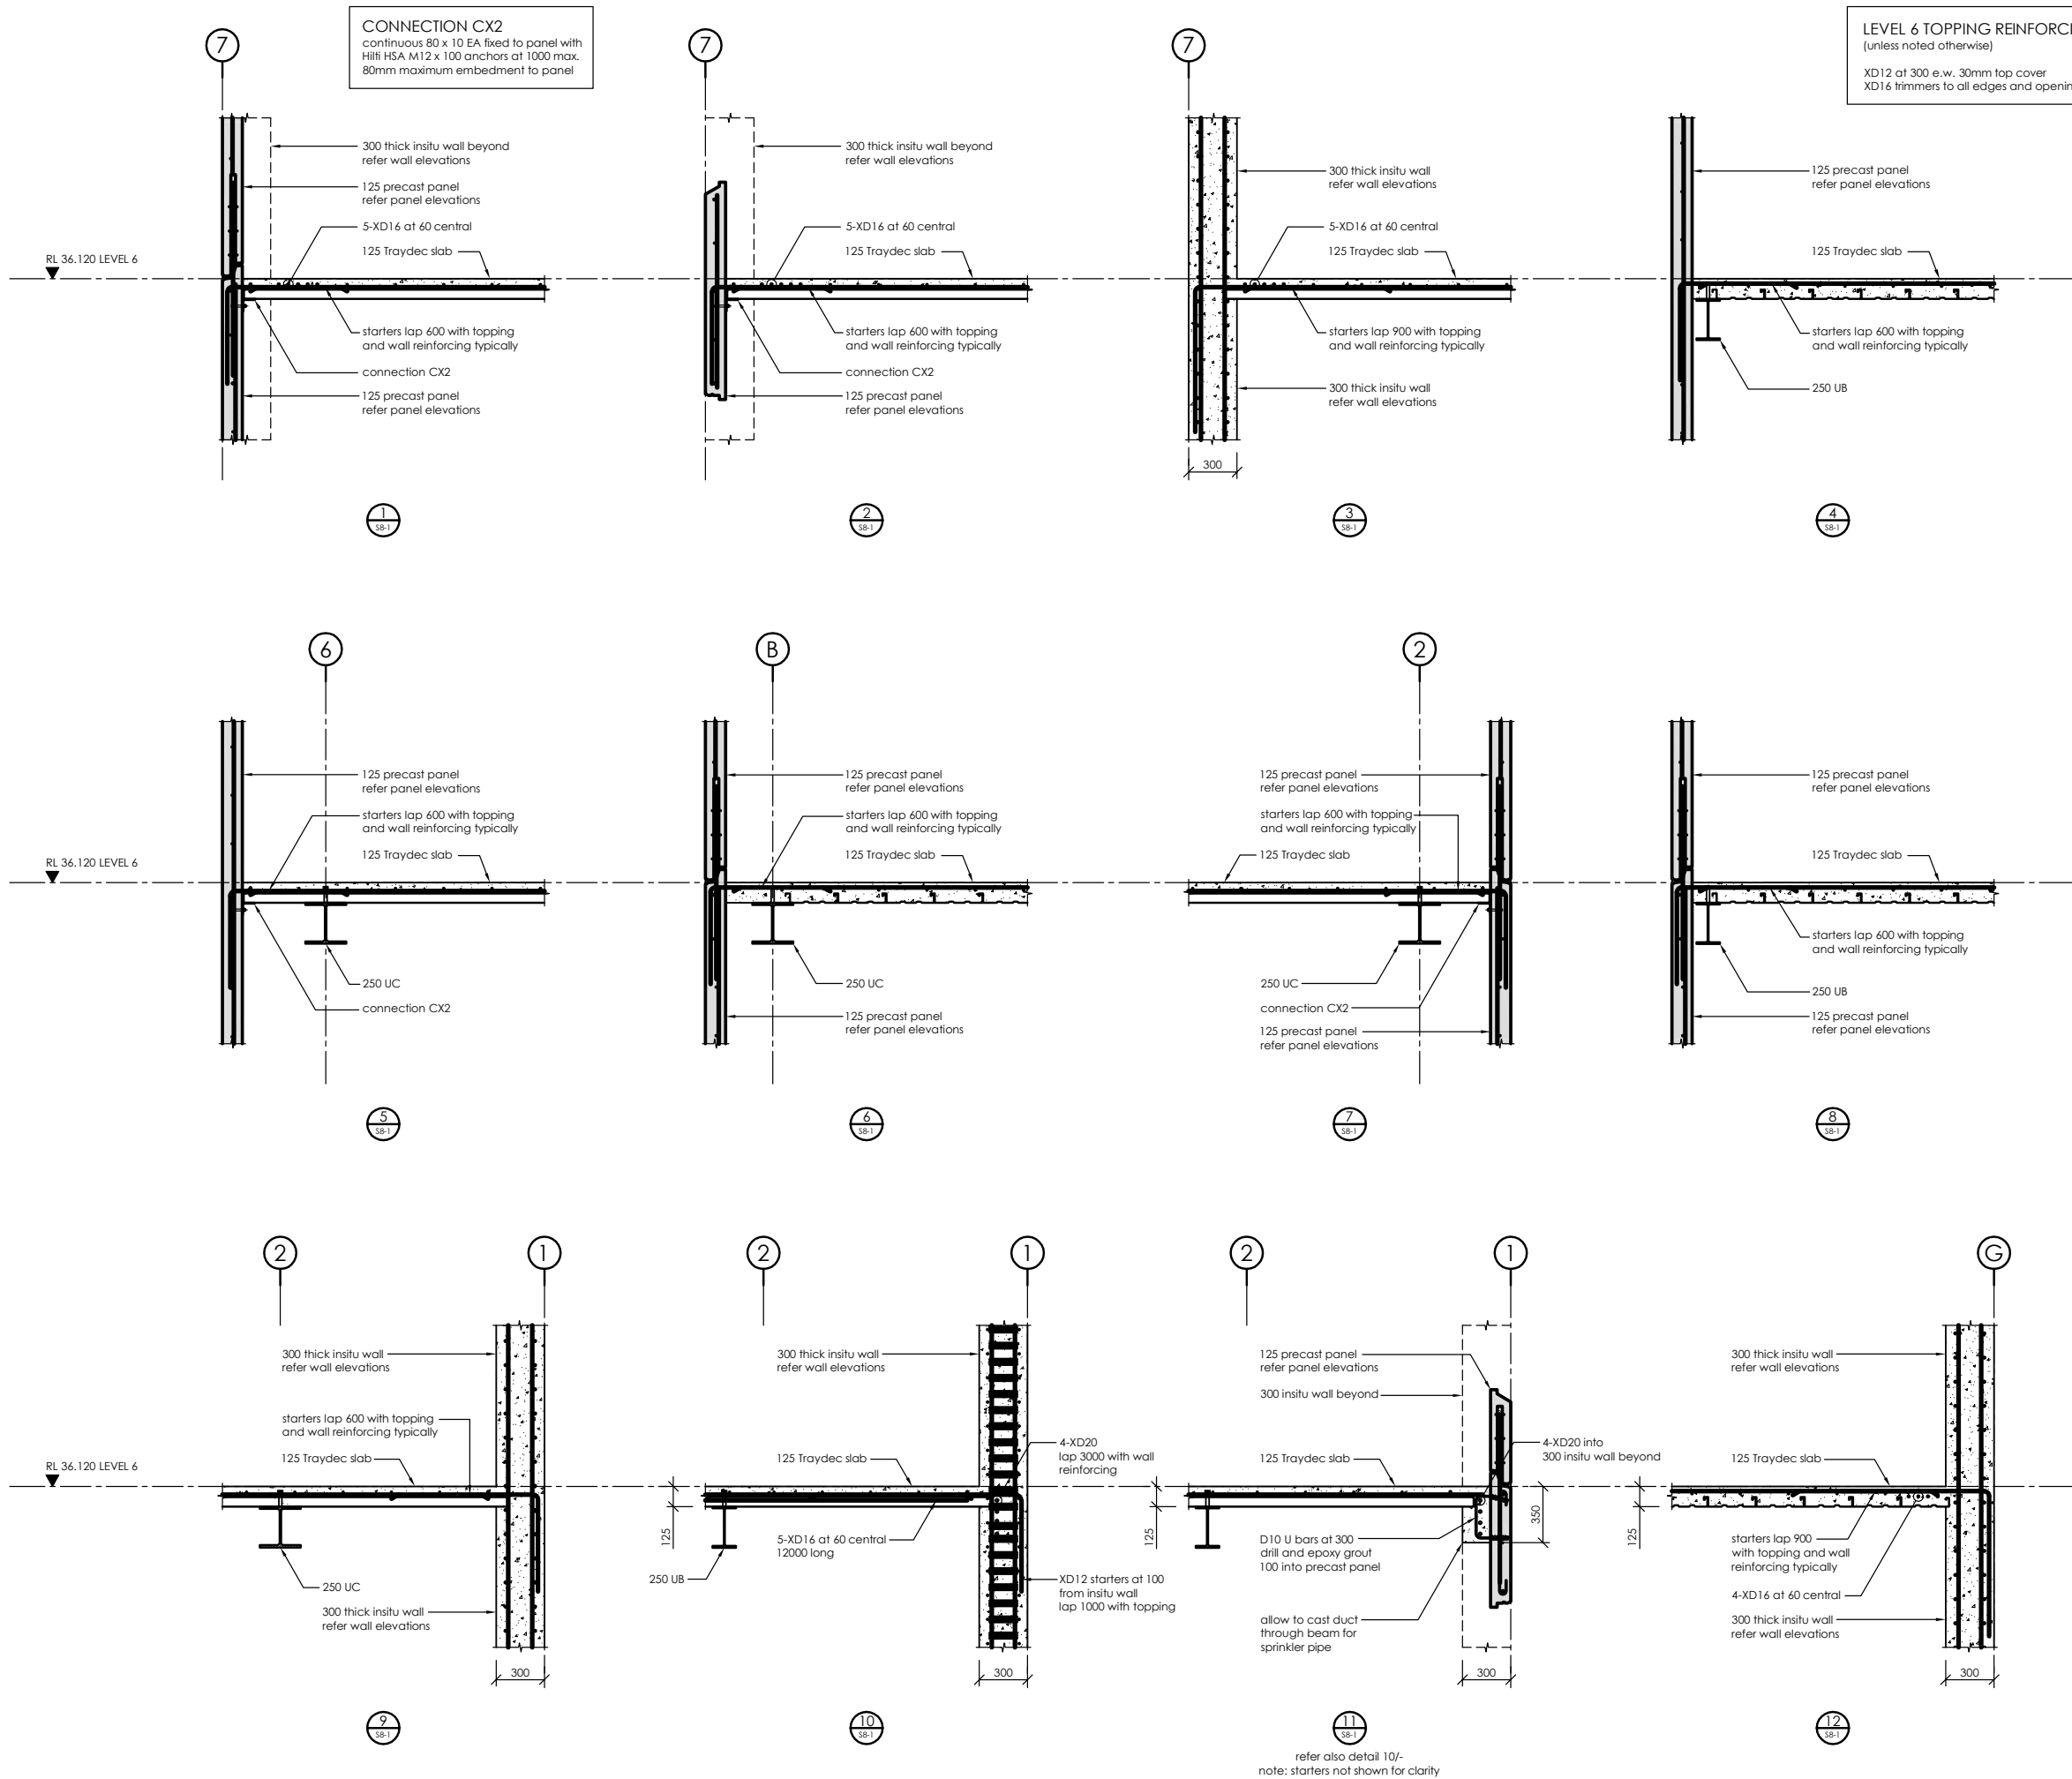 CONNECTION CX2
continuous 80 x 10 EA fixed to panel with
Hilti HSA M12 x 100 anchors at 1000 max.
80mm maximum embedment to panel
LEVEL 6 TOPPING
(unless noted otherwise)
XD12 at 300 e.w. 30mm top cover
XD16 trimmers to all edges and
RL 36.120 LEVEL 6
7
300 thick insitu wall beyond
refer wall elevations
125 precast panel
refer panel elevations
5-XD16 at 60 central
125 Traydec slab
starters lap 600 with topping
and wall reinforcing typically
connection CX2
125 precast panel
refer panel elevations
1
S8-1
7
300 thick insitu wall beyond
refer wall elevations
5-XD16 at 60 central
125 Traydec slab
starters lap 600 with topping
and wall reinforcing typically
connection CX2
125 precast panel
refer panel elevations
2
S8-1
7
300 thick insitu wall
refer wall elevations
5-XD16 at 60 central
125 Traydec slab
starters lap 900 with topping
and wall reinforcing typically
300 thick insitu wall
refer wall elevations
300
3
S8-1
125 precast panel
refer panel elevations
125 Traydec slab
starters lap 600 with topping
and wall reinforcing typically
250 UB
4
S8-1
RL 36.120 LEVEL 6
6
125 precast panel
refer panel elevations
starters lap 600 with topping
and wall reinforcing typically
125 Traydec slab
250 UC
connection CX2
5
S8-1
B
125 precast panel
refer panel elevations
starters lap 600 with topping
and wall reinforcing typically
125 Traydec slab
250 UC
125 precast panel
refer panel elevations
6
S8-1
2
125 precast panel
refer panel elevations
starters lap 600 with topping
and wall reinforcing typically
125 Traydec slab
250 UC
connection CX2
125 precast panel
refer panel elevations
7
S8-1
125 precast panel
refer panel elevations
125 Traydec slab
starters lap 600 with topping
and wall reinforcing typically
250 UB
125 precast panel
refer panel elevations
8
S8-1
RL 36.120 LEVEL 6
2
1
300 thick insitu wall
refer wall elevations
starters lap 600 with topping
and wall reinforcing typically
125 Traydec slab
250 UC
300 thick insitu wall
refer wall elevations
300
9
S8-1
2
1
300 thick insitu wall
refer wall elevations
4-XD20
lap 3000 with wall
reinforcing
125 Traydec slab
125
5-XD16 at 60 central
12000 long
250 UB
XD12 starters at 100
from insitu wall
lap 1000 with topping
300
10
S8-1
2
1
125 precast panel
refer panel elevations
300 insitu wall beyond
4-XD20 into
300 insitu wall beyond
125 Traydec slab
125
350
D10 U bars at 300
drill and epoxy grout
100 into precast panel
allow to cast duct
through beam for
sprinkler pipe
300
11
S8-1
refer also detail 10/-
note: starters not shown for clarity
G
300 thick insitu wall
refer wall elevations
125 Traydec slab
125
starters lap 900
with topping and wall
reinforcing typically
4-XD16 at 60 central
300 thick insitu wall
refer wall elevations
300
12
S8-1